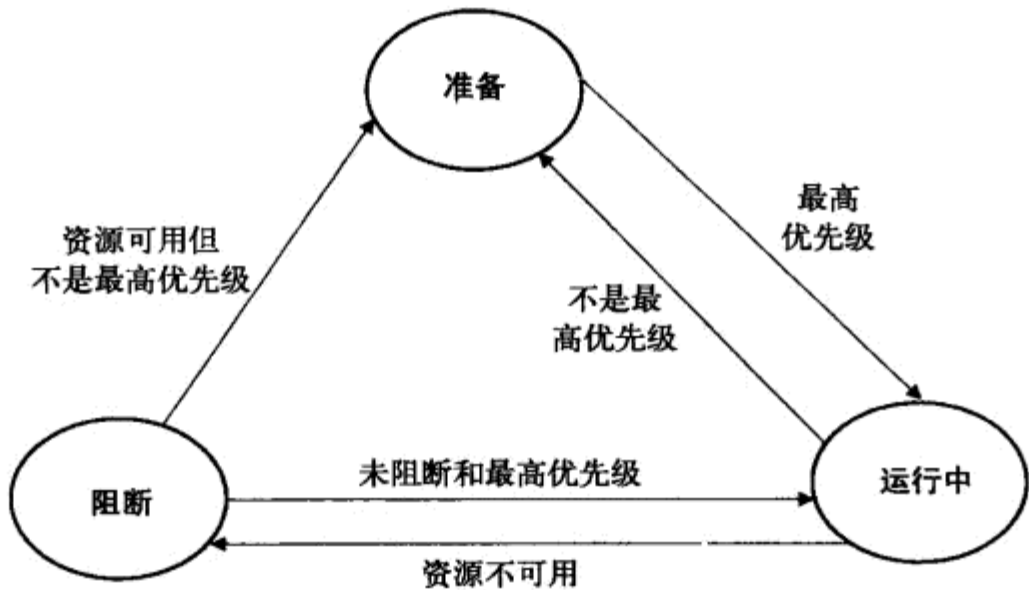 准备
最高
优先级
资源可用但
不是最高优先级
不是最
高优先级
未阻断和最高优先级
阻断
运行中
资源不可用